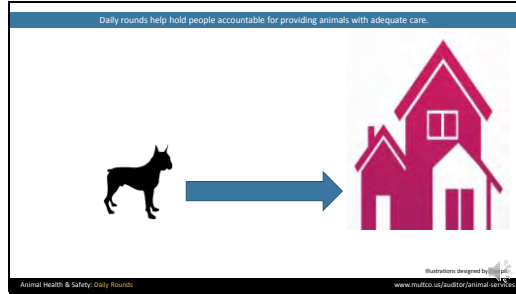 Daily rounds help hold people accountable for providing animals with adequate care.
Illustrations designed by
Animal Health & Safety: Daily Rounds
www.multco.us/auditor/animal-services